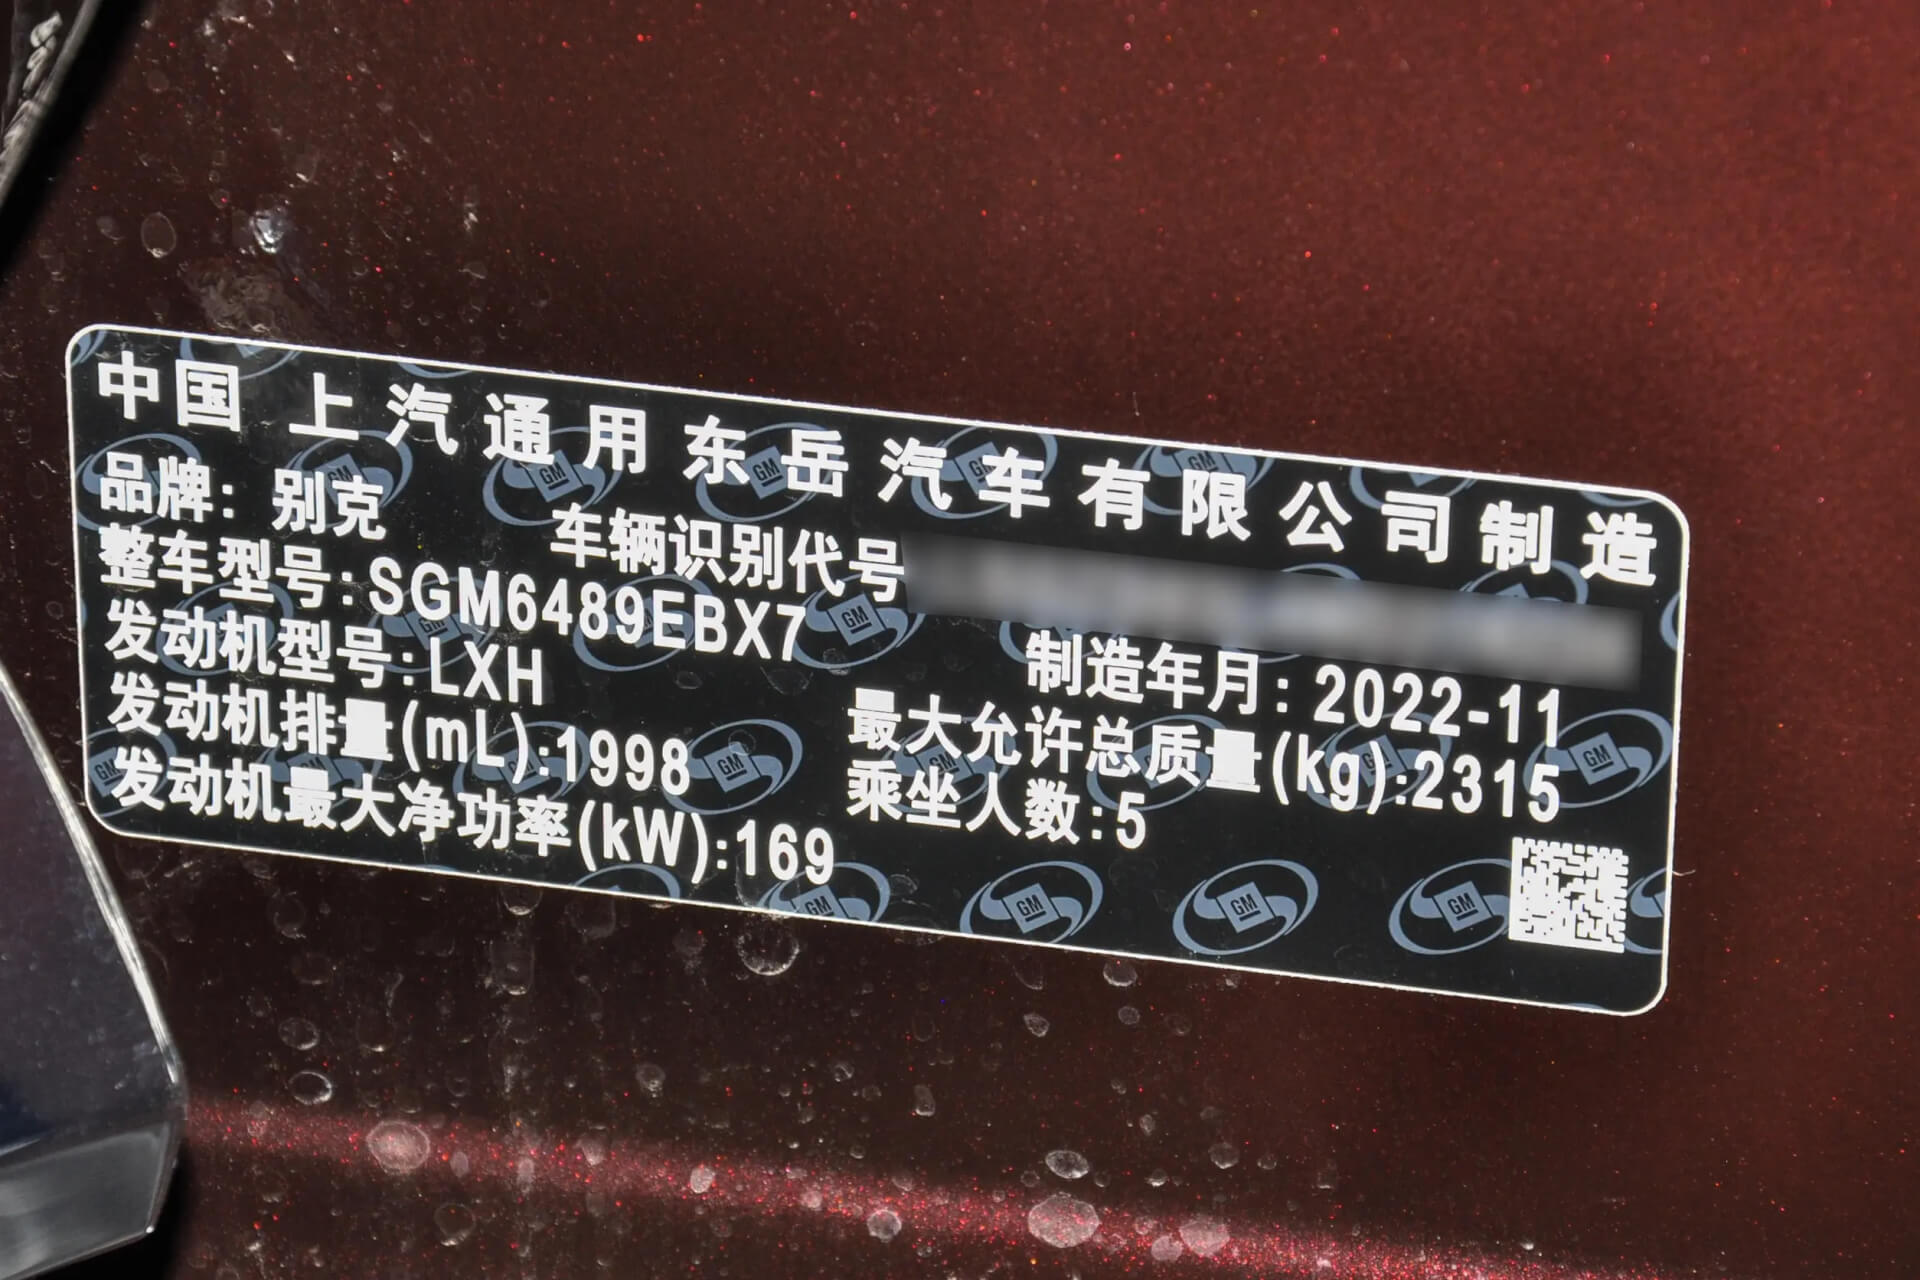 中国 上汽通用东岳汽车有限公司制造
品牌: 别克 车辆识别代号
整车型号:SGM6489EBX7 制造年月: 2022-11
发动机型号:LXH 最大允许总质量(kg):2315
发动机排量(mL):1998 乘坐人数:5
发动机最大净功率(kW):169
GM